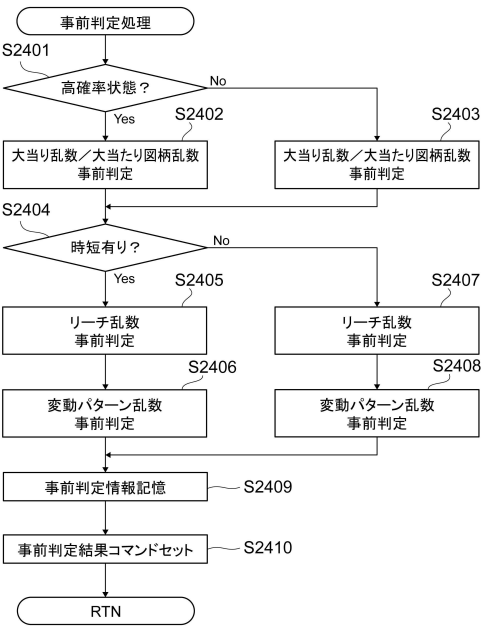 事前判定処理
S2401
高確率状態？
No
Yes
S2402
大当り乱数／大当たり図柄乱数
事前判定
S2403
大当り乱数／大当たり図柄乱数
事前判定
S2404
時短有り？
No
Yes
S2405
リーチ乱数
事前判定
S2407
リーチ乱数
事前判定
S2406
変動パターン乱数
事前判定
S2408
変動パターン乱数
事前判定
事前判定情報記憶
S2409
事前判定結果コマンドセット
S2410
RTN